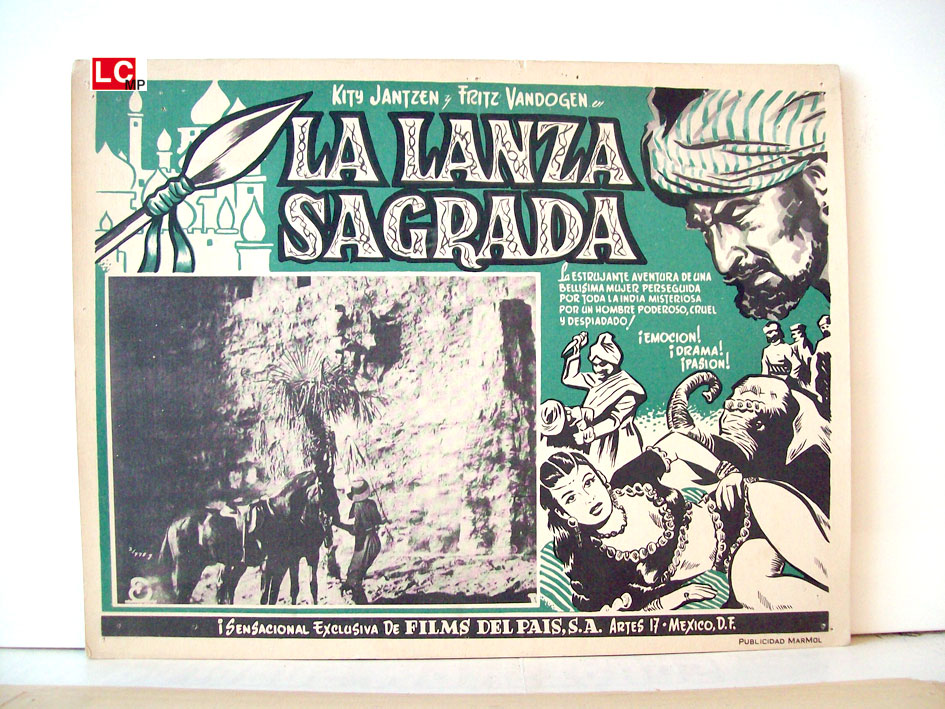 LC
MP
KITY JANTZEN y FRITZ VANDOGEN en
LA LANZA
SAGRADA
La ESTRUJANTE AVENTURA DE UNA
BELLISIMA MUJER PERSEGUIDA
POR TODA LA INDIA MISTERIOSA
POR UN HOMBRE PODEROSO, CRUEL
Y DESPIADADO!
¡EMOCION!
¡DRAMA!
¡PASION!
¡SENSACIONAL EXCLUSIVA DE FILMS DEL PAIS, S.A. ARTES 17 - MEXICO, D.F.
PUBLICIDAD MARMOL